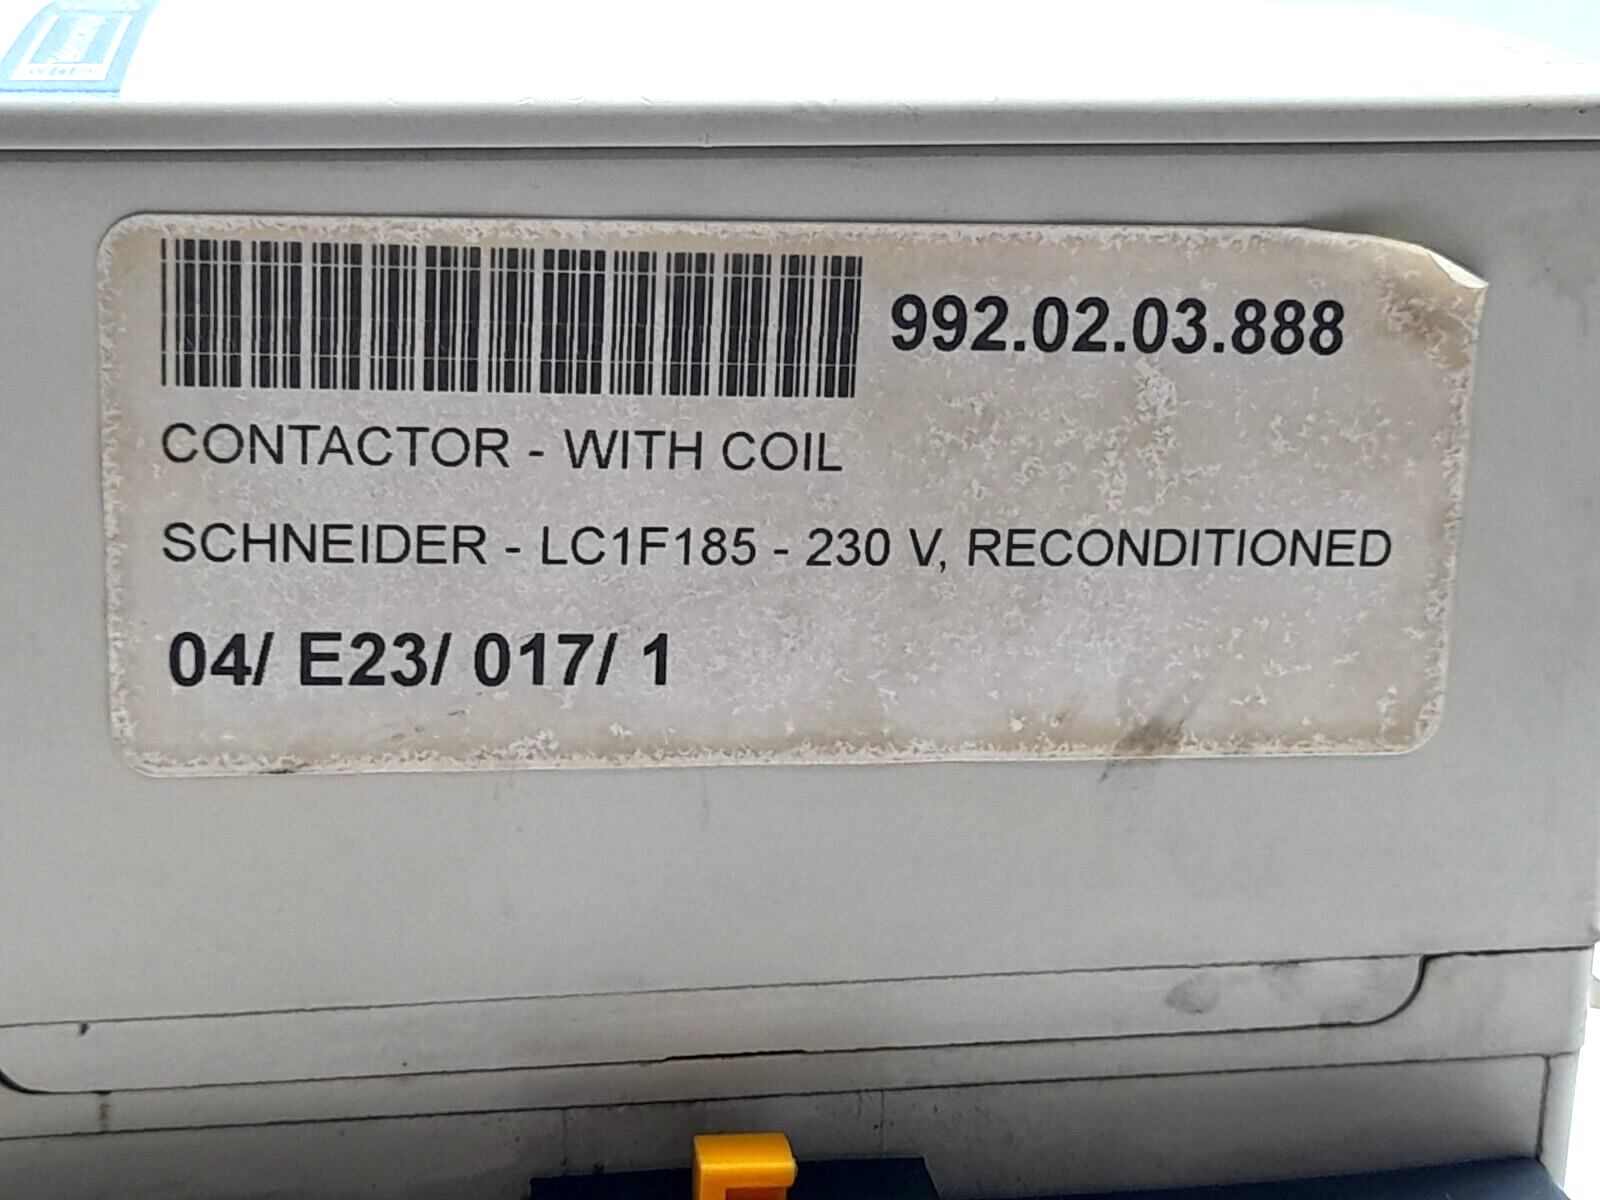 992.02.03.888
CONTACTOR - WITH COIL
SCHNEIDER - LC1F185 - 230 V, RECONDITIONED
04/ E23/ 017/ 1